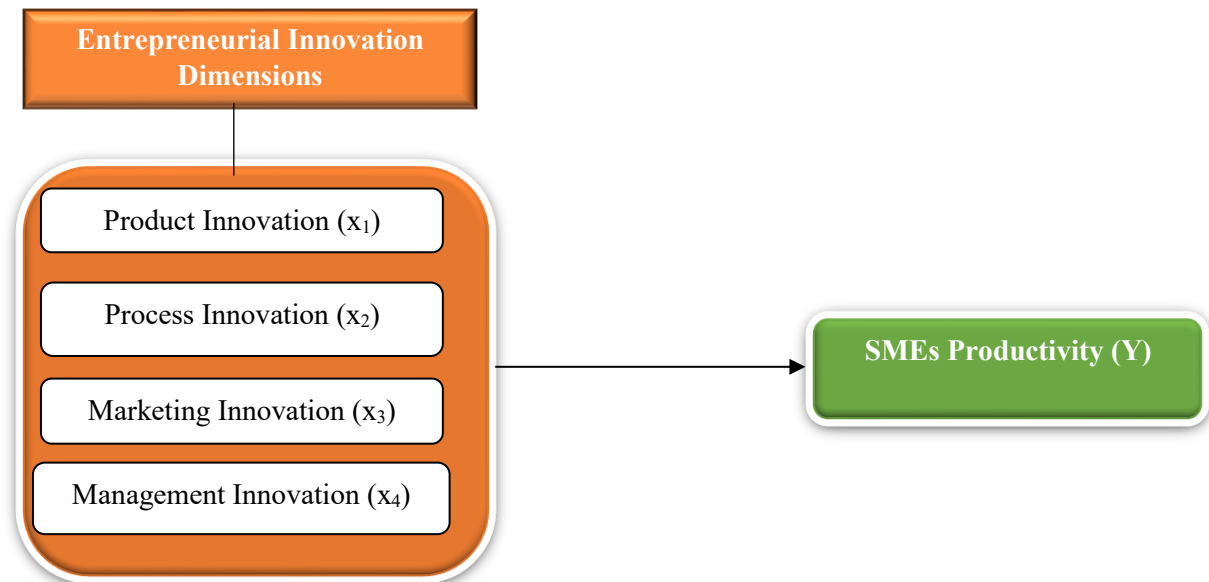 Entrepreneurial Innovation
Dimensions
Product Innovation (x₁)
Process Innovation (x₂)
Marketing Innovation (x₃)
Management Innovation (x₄)
SMEs Productivity (Y)